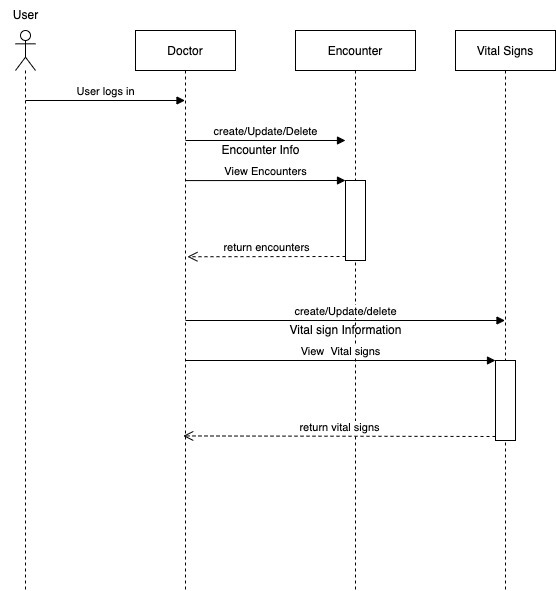 User
Doctor
Encounter
Vital Signs
User logs in
create/Update/Delete
Encounter Info
View Encounters
return encounters
create/Update/delete
Vital sign Information
View  Vital signs
return vital signs